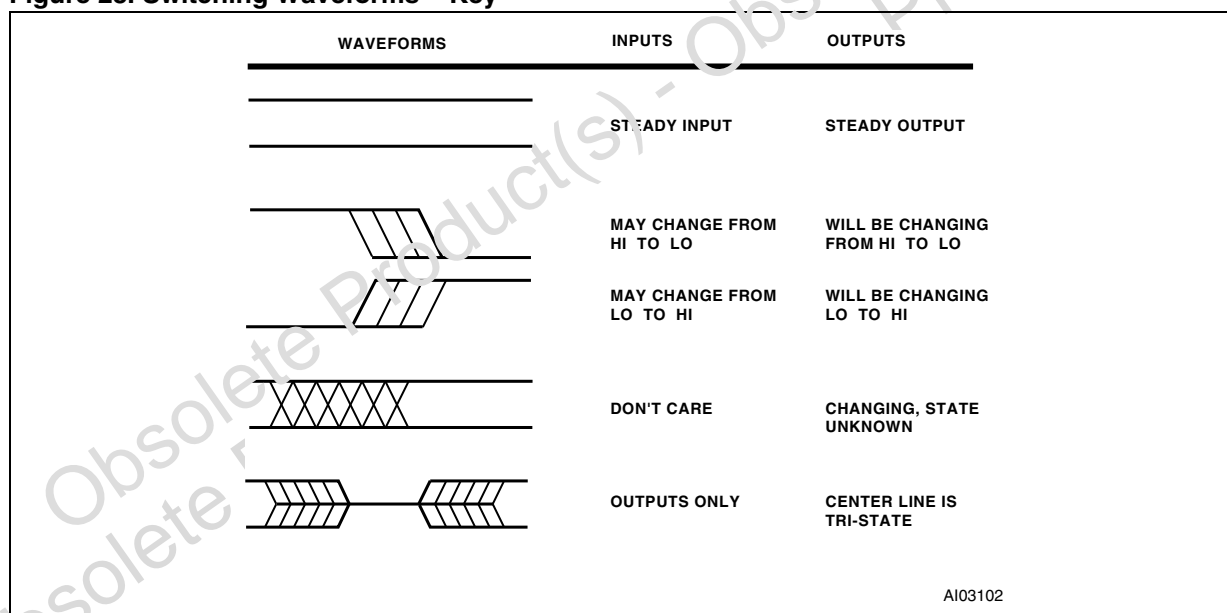 Figure 28. Switching Waveforms – Key
WAVEFORMS INPUTS OUTPUTS
STEADY INPUT STEADY OUTPUT
MAY CHANGE FROM
HI TO LO
WILL BE CHANGING
FROM HI TO LO
MAY CHANGE FROM
LO TO HI
WILL BE CHANGING
LO TO HI
DON'T CARE
CHANGING, STATE
UNKNOWN
OUTPUTS ONLY
CENTER LINE IS
TRI-STATE
AI03102
Obsolete Product(s) - Obs